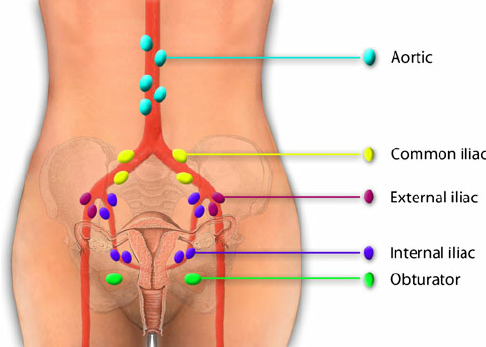 Aortic
Common iliac
External iliac
Internal iliac
Obturator